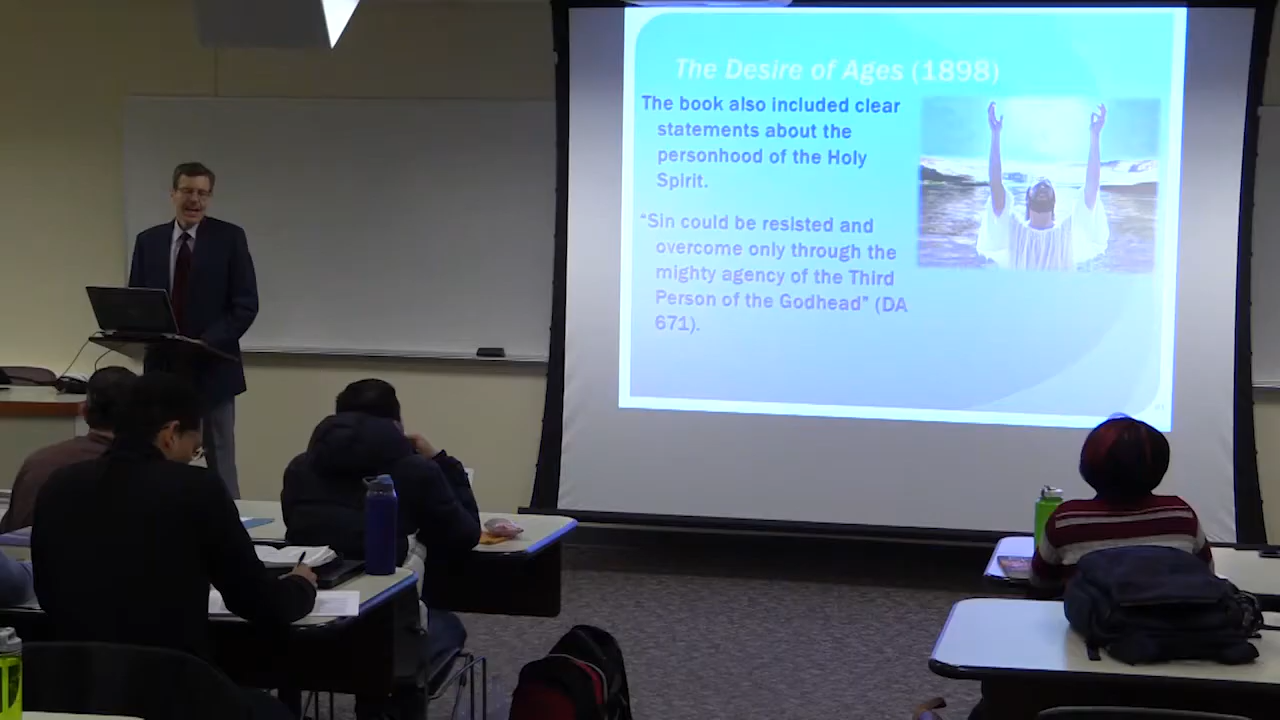 The Desire of Ages (1898)
The book also included clear
statements about the
personhood of the Holy
Spirit.
“Sin could be resisted and
overcome only through the
mighty agency of the Third
Person of the Godhead” (DA
671).